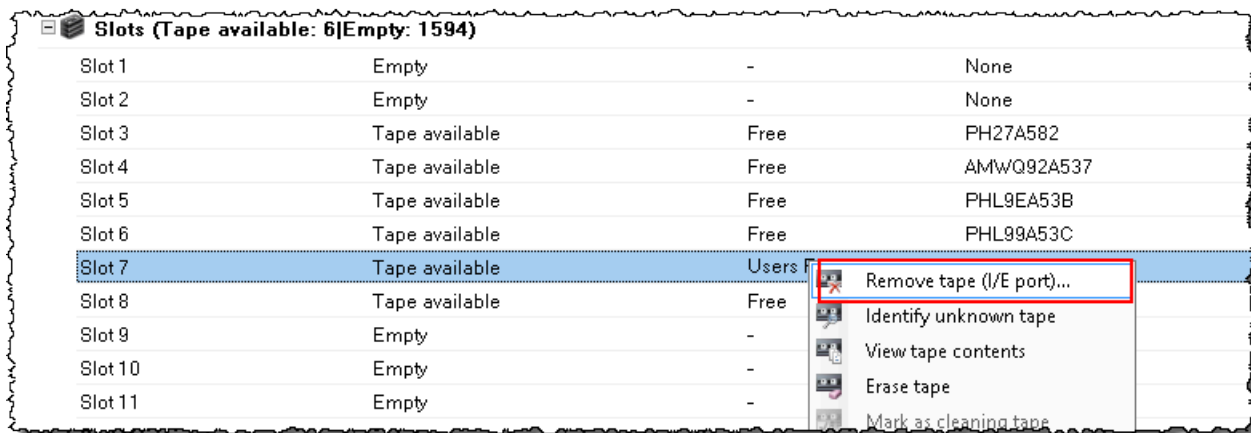 Slots (Tape available: 6|Empty: 1594)
Slot 1 Empty - None
Slot 2 Empty - None
Slot 3 Tape available Free PH27A582
Slot 4 Tape available Free AMWQ92A537
Slot 5 Tape available Free PHL9EA53B
Slot 6 Tape available Free PHL99A53C
Slot 7 Tape available Users
Remove tape (I/E port)...
Slot 8 Tape available Free
Identify unknown tape
Slot 9 Empty -
View tape contents
Slot 10 Empty -
Erase tape
Slot 11 Empty -
Mark as cleaning tape